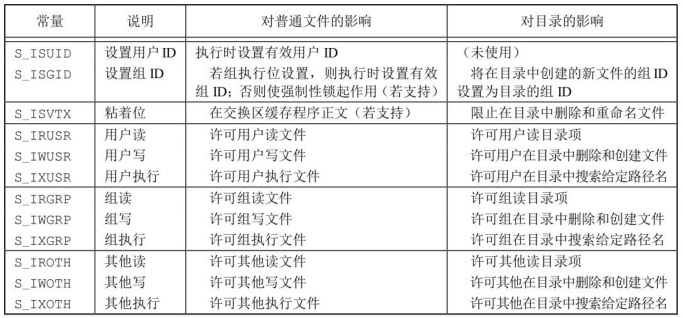 常量 说明 对普通文件的影响 对目录的影响
S_ISUID 设置用户ID 执行时设置有效用户ID （未使用）
S_ISGID 设置组ID 若组执行位设置，则执行时设置有效 将在目录中创建的新文件的组ID
组ID；否则使强制性锁起作用（若支持） 设置为目录的组ID
S_ISVTX 粘着位 在交换区缓存程序正文（若支持） 限止在目录中删除和重命名文件
S_IRUSR 用户读 许可用户读文件 许可用户读目录项
S_IWUSR 用户写 许可用户写文件 许可用户在目录中删除和创建文件
S_IXUSR 用户执行 许可用户执行文件 许可用户在目录中搜索给定路径名
S_IRGRP 组读 许可组读文件 许可组读目录项
S_IWGRP 组写 许可组写文件 许可组在目录中删除和创建文件
S_IXGRP 组执行 许可组执行文件 许可组在目录中搜索给定路径名
S_IROTH 其他读 许可其他读文件 许可其他读目录项
S_IWOTH 其他写 许可其他写文件 许可其他在目录中删除和创建文件
S_IXOTH 其他执行 许可其他执行文件 许可其他在目录中搜索给定路径名